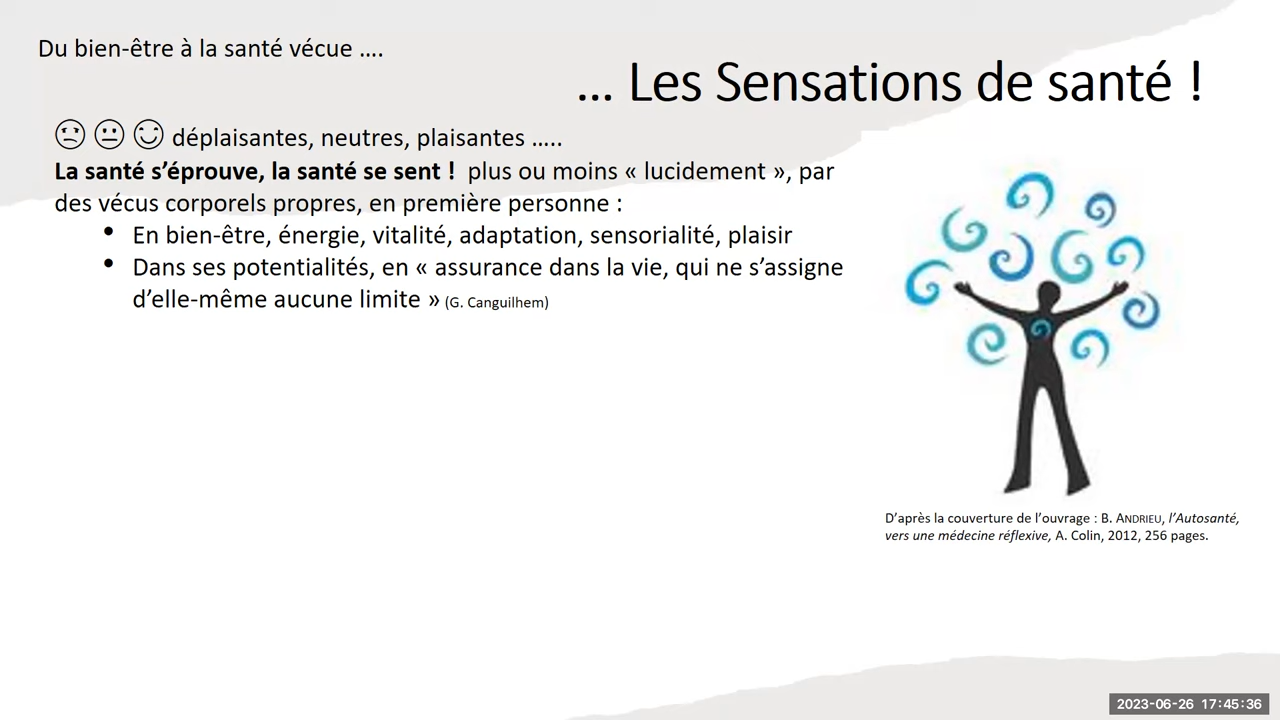 Du bien-être à la santé vécue ….
… Les Sensations de santé !
déplaisantes, neutres, plaisantes …..
La santé s’éprouve, la santé se sent ! plus ou moins « lucidement », par
des vécus corporels propres, en première personne :
• En bien-être, énergie, vitalité, adaptation, sensorialité, plaisir
• Dans ses potentialités, en « assurance dans la vie, qui ne s’assigne
d’elle-même aucune limite » (G. Canguilhem)
D’après la couverture de l’ouvrage : B. ANDRIEU, l’Autosanté,
vers une médecine réflexive, A. Colin, 2012, 256 pages.
2023-06-26 17:45:36